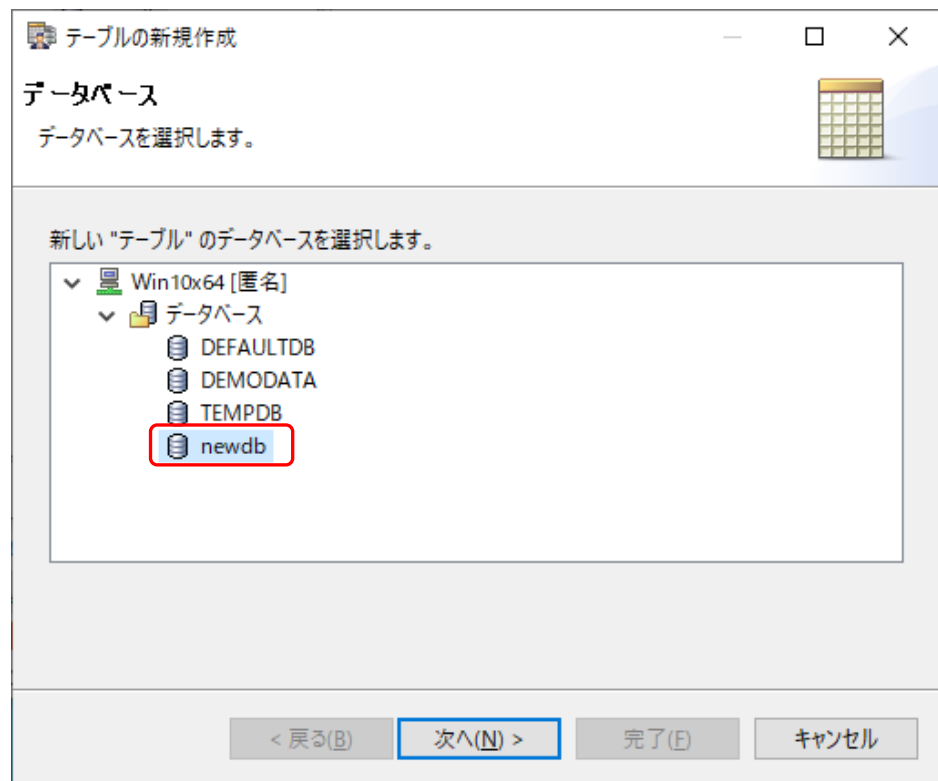 テーブルの新規作成
データベース
データベースを選択します。
新しい "テーブル" のデータベースを選択します。
Win10x64 [匿名]
データベース
DEFAULTDB
DEMODATA
TEMPDB
newdb
< 戻る(B) 次へ(N) > 完了(F) キャンセル